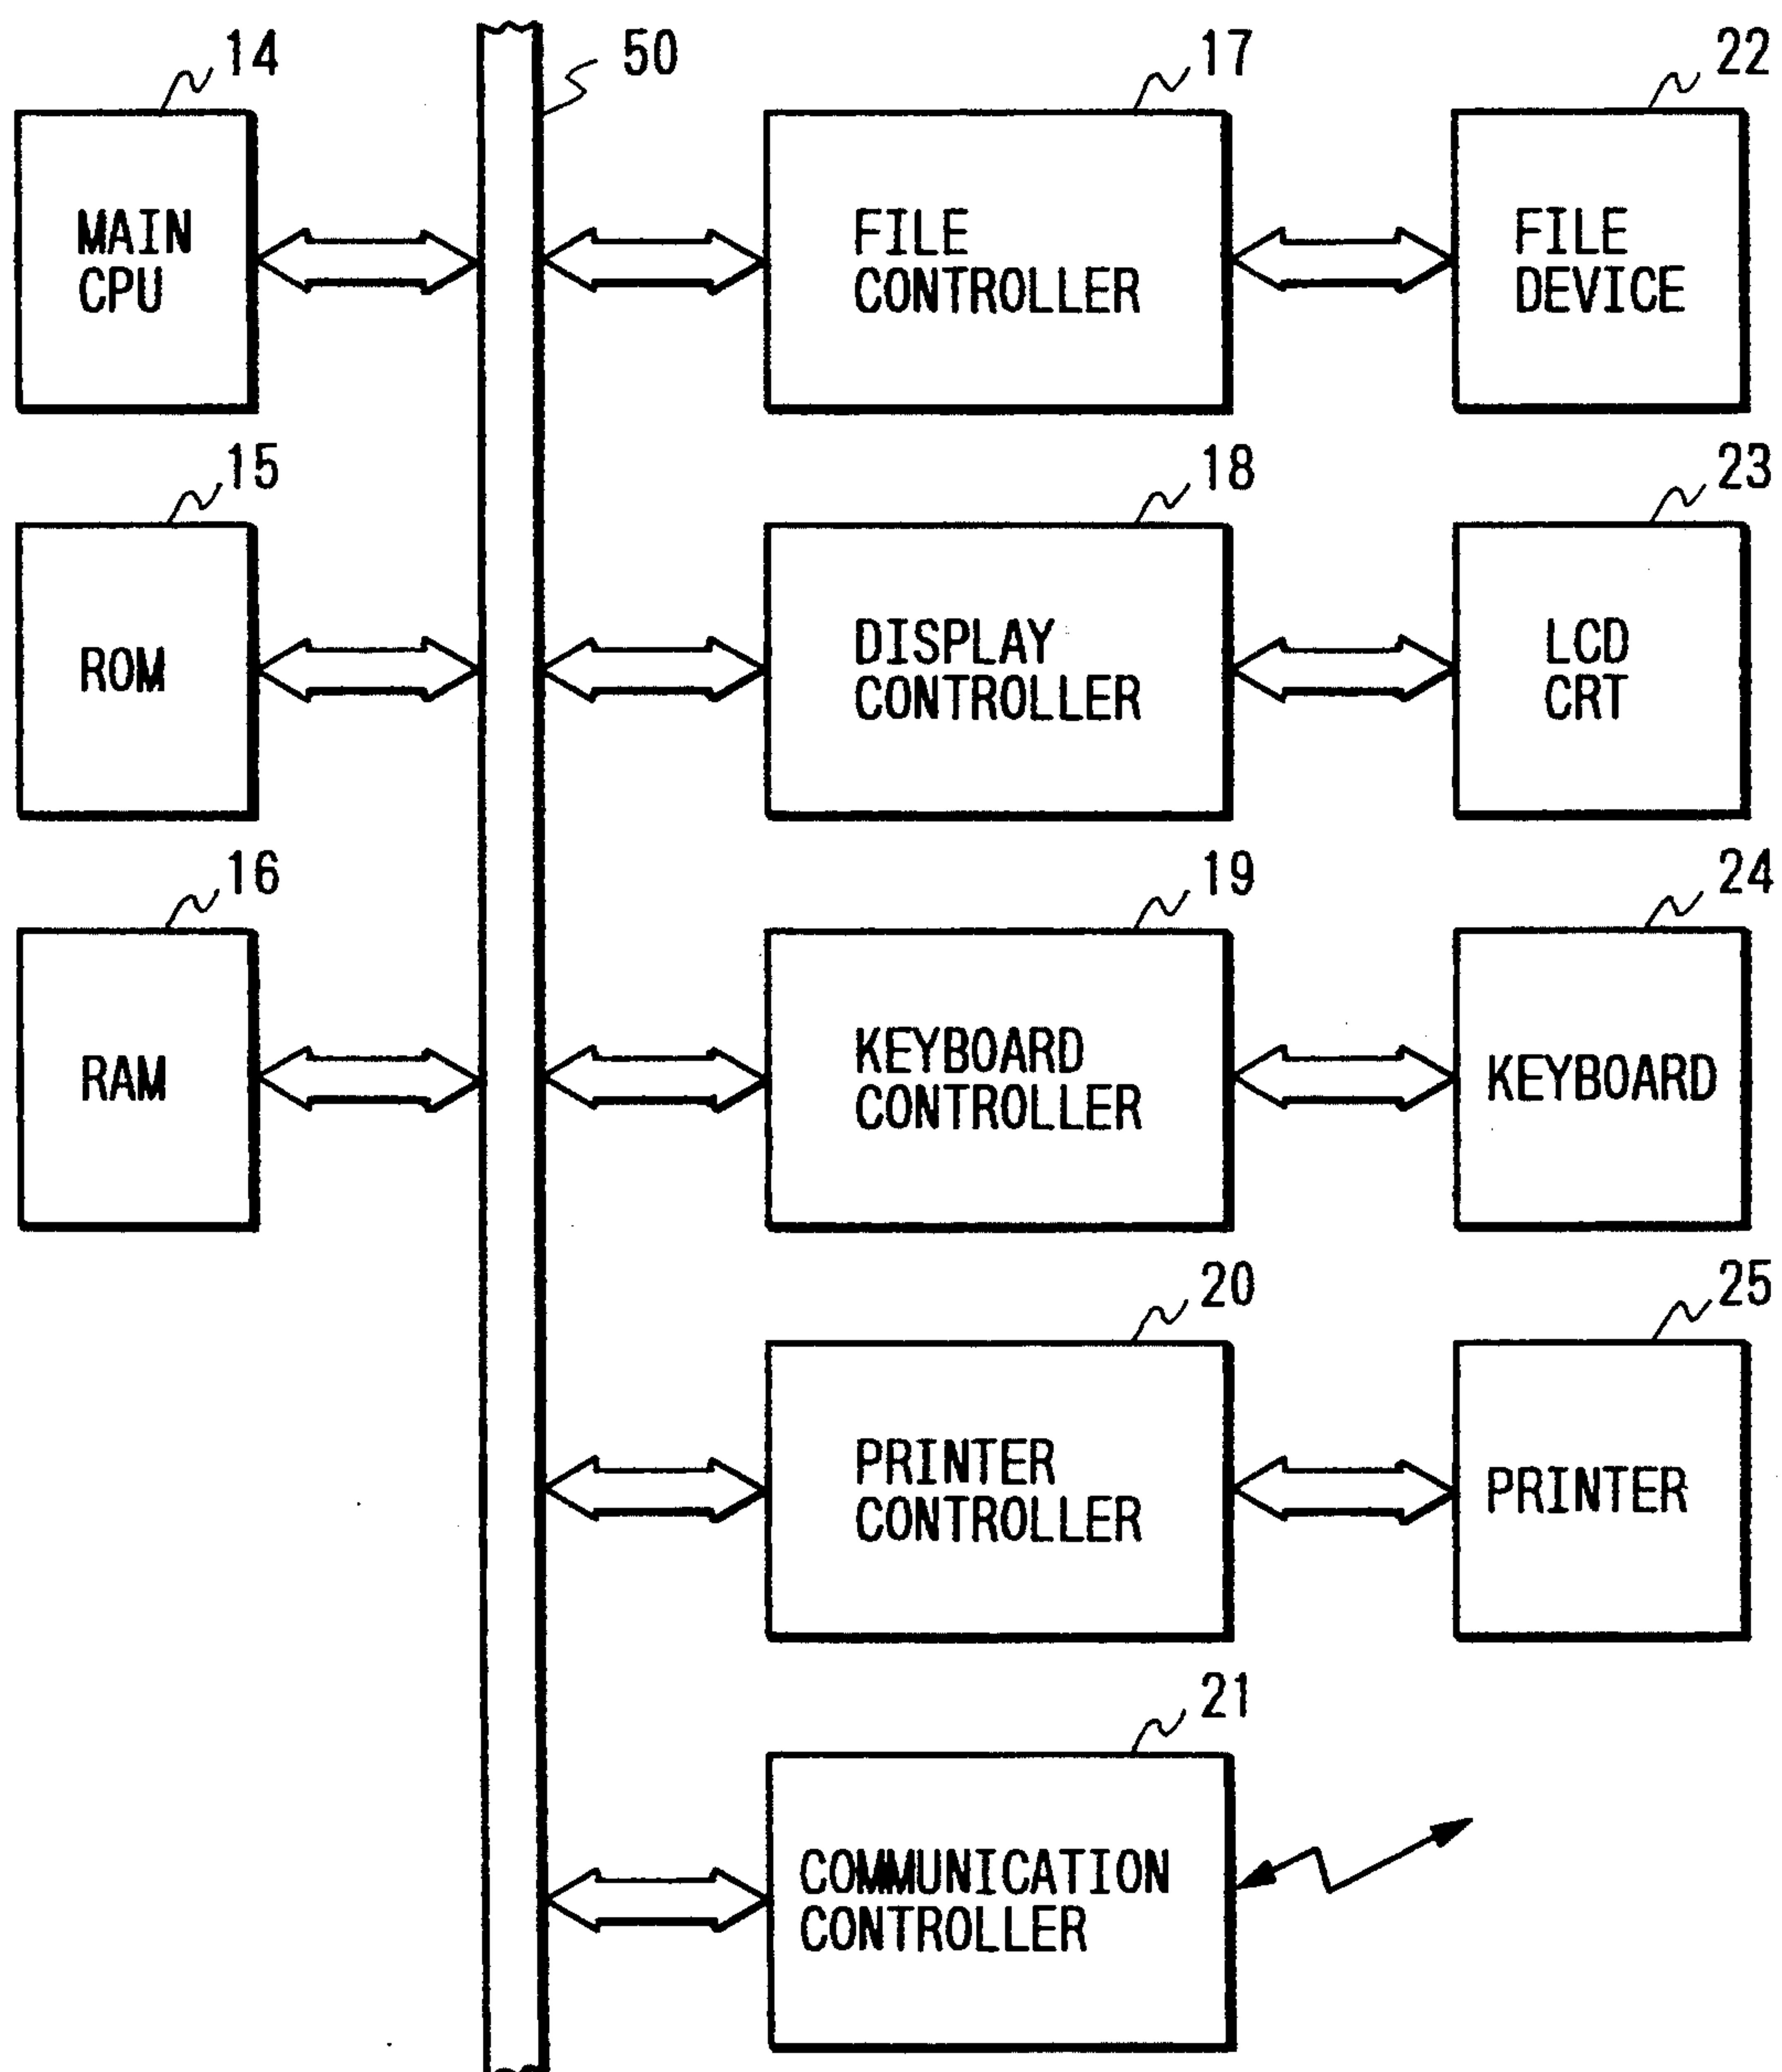 14
50
17
22
MAIN
CPU
FILE
CONTROLLER
FILE
DEVICE
15
18
23
ROM
DISPLAY
CONTROLLER
LCD
CRT
16
19
24
RAM
KEYBOARD
CONTROLLER
KEYBOARD
20
25
PRINTER
CONTROLLER
PRINTER
21
COMMUNICATION
CONTROLLER